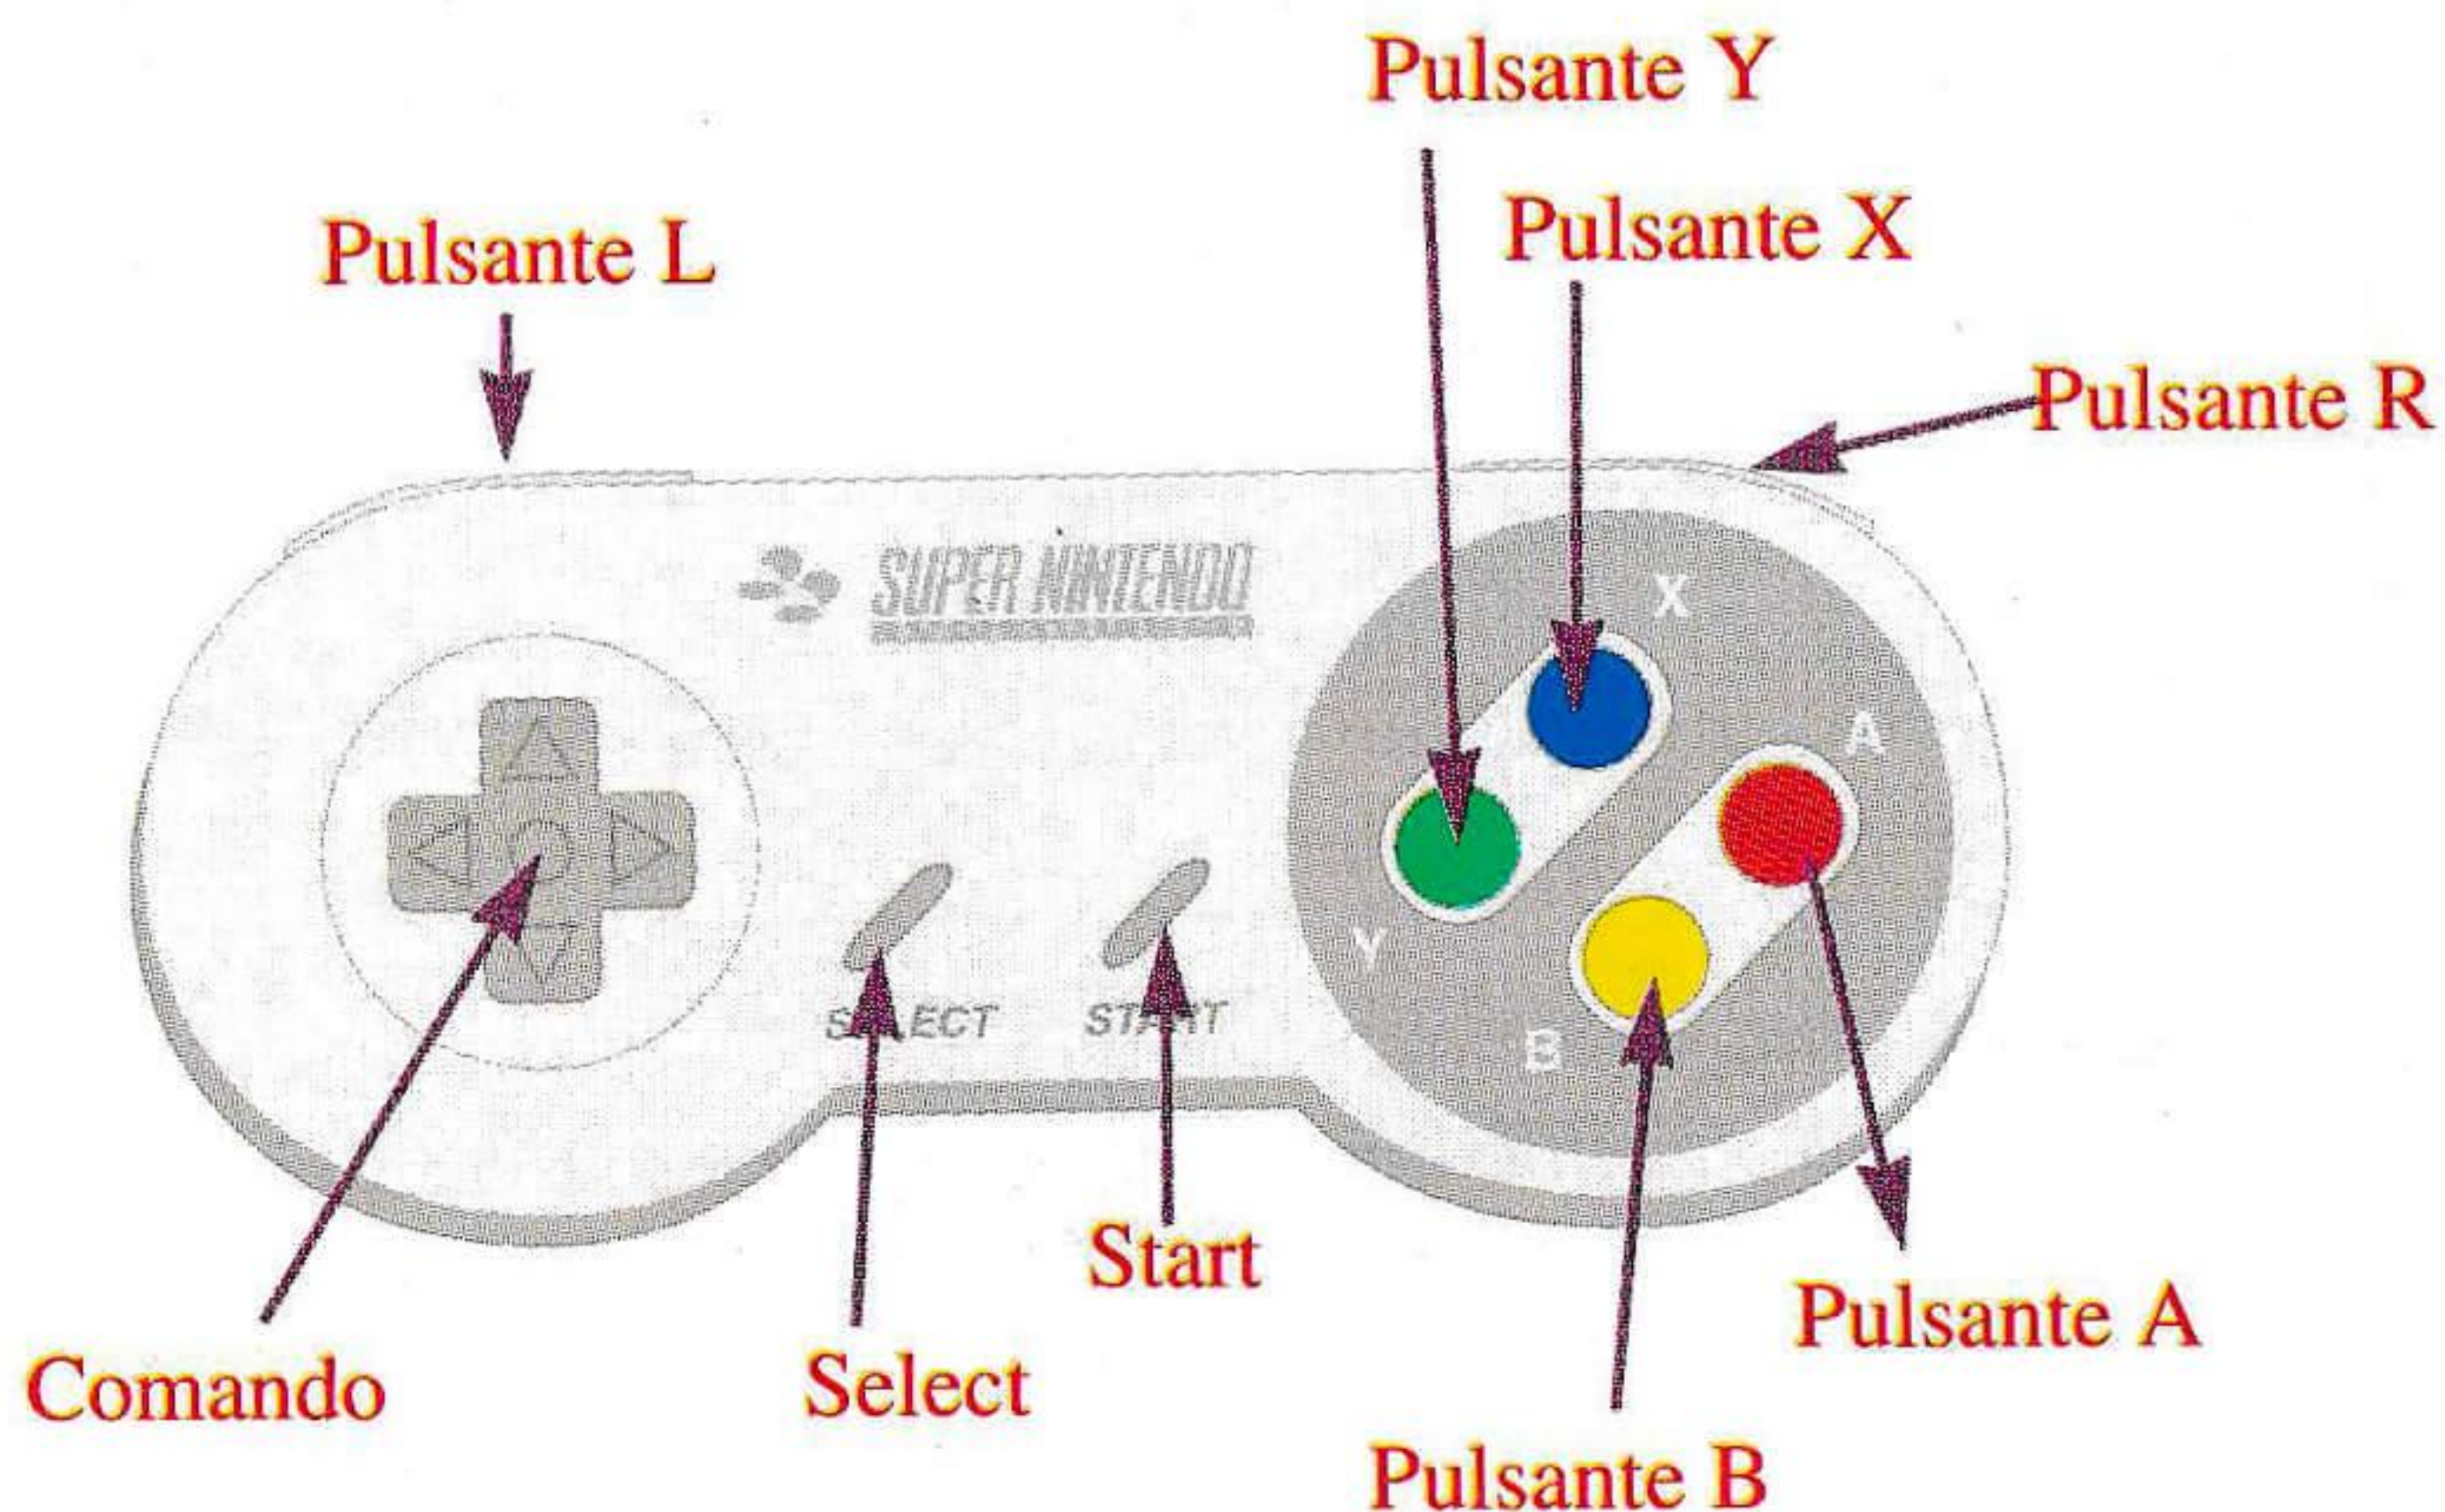 Pulsante Y
Pulsante X
Pulsante L
Pulsante R
SUPER NINTENDO
X
A
Y
B
SELECT
START
Start
Pulsante A
Comando
Select
Pulsante B